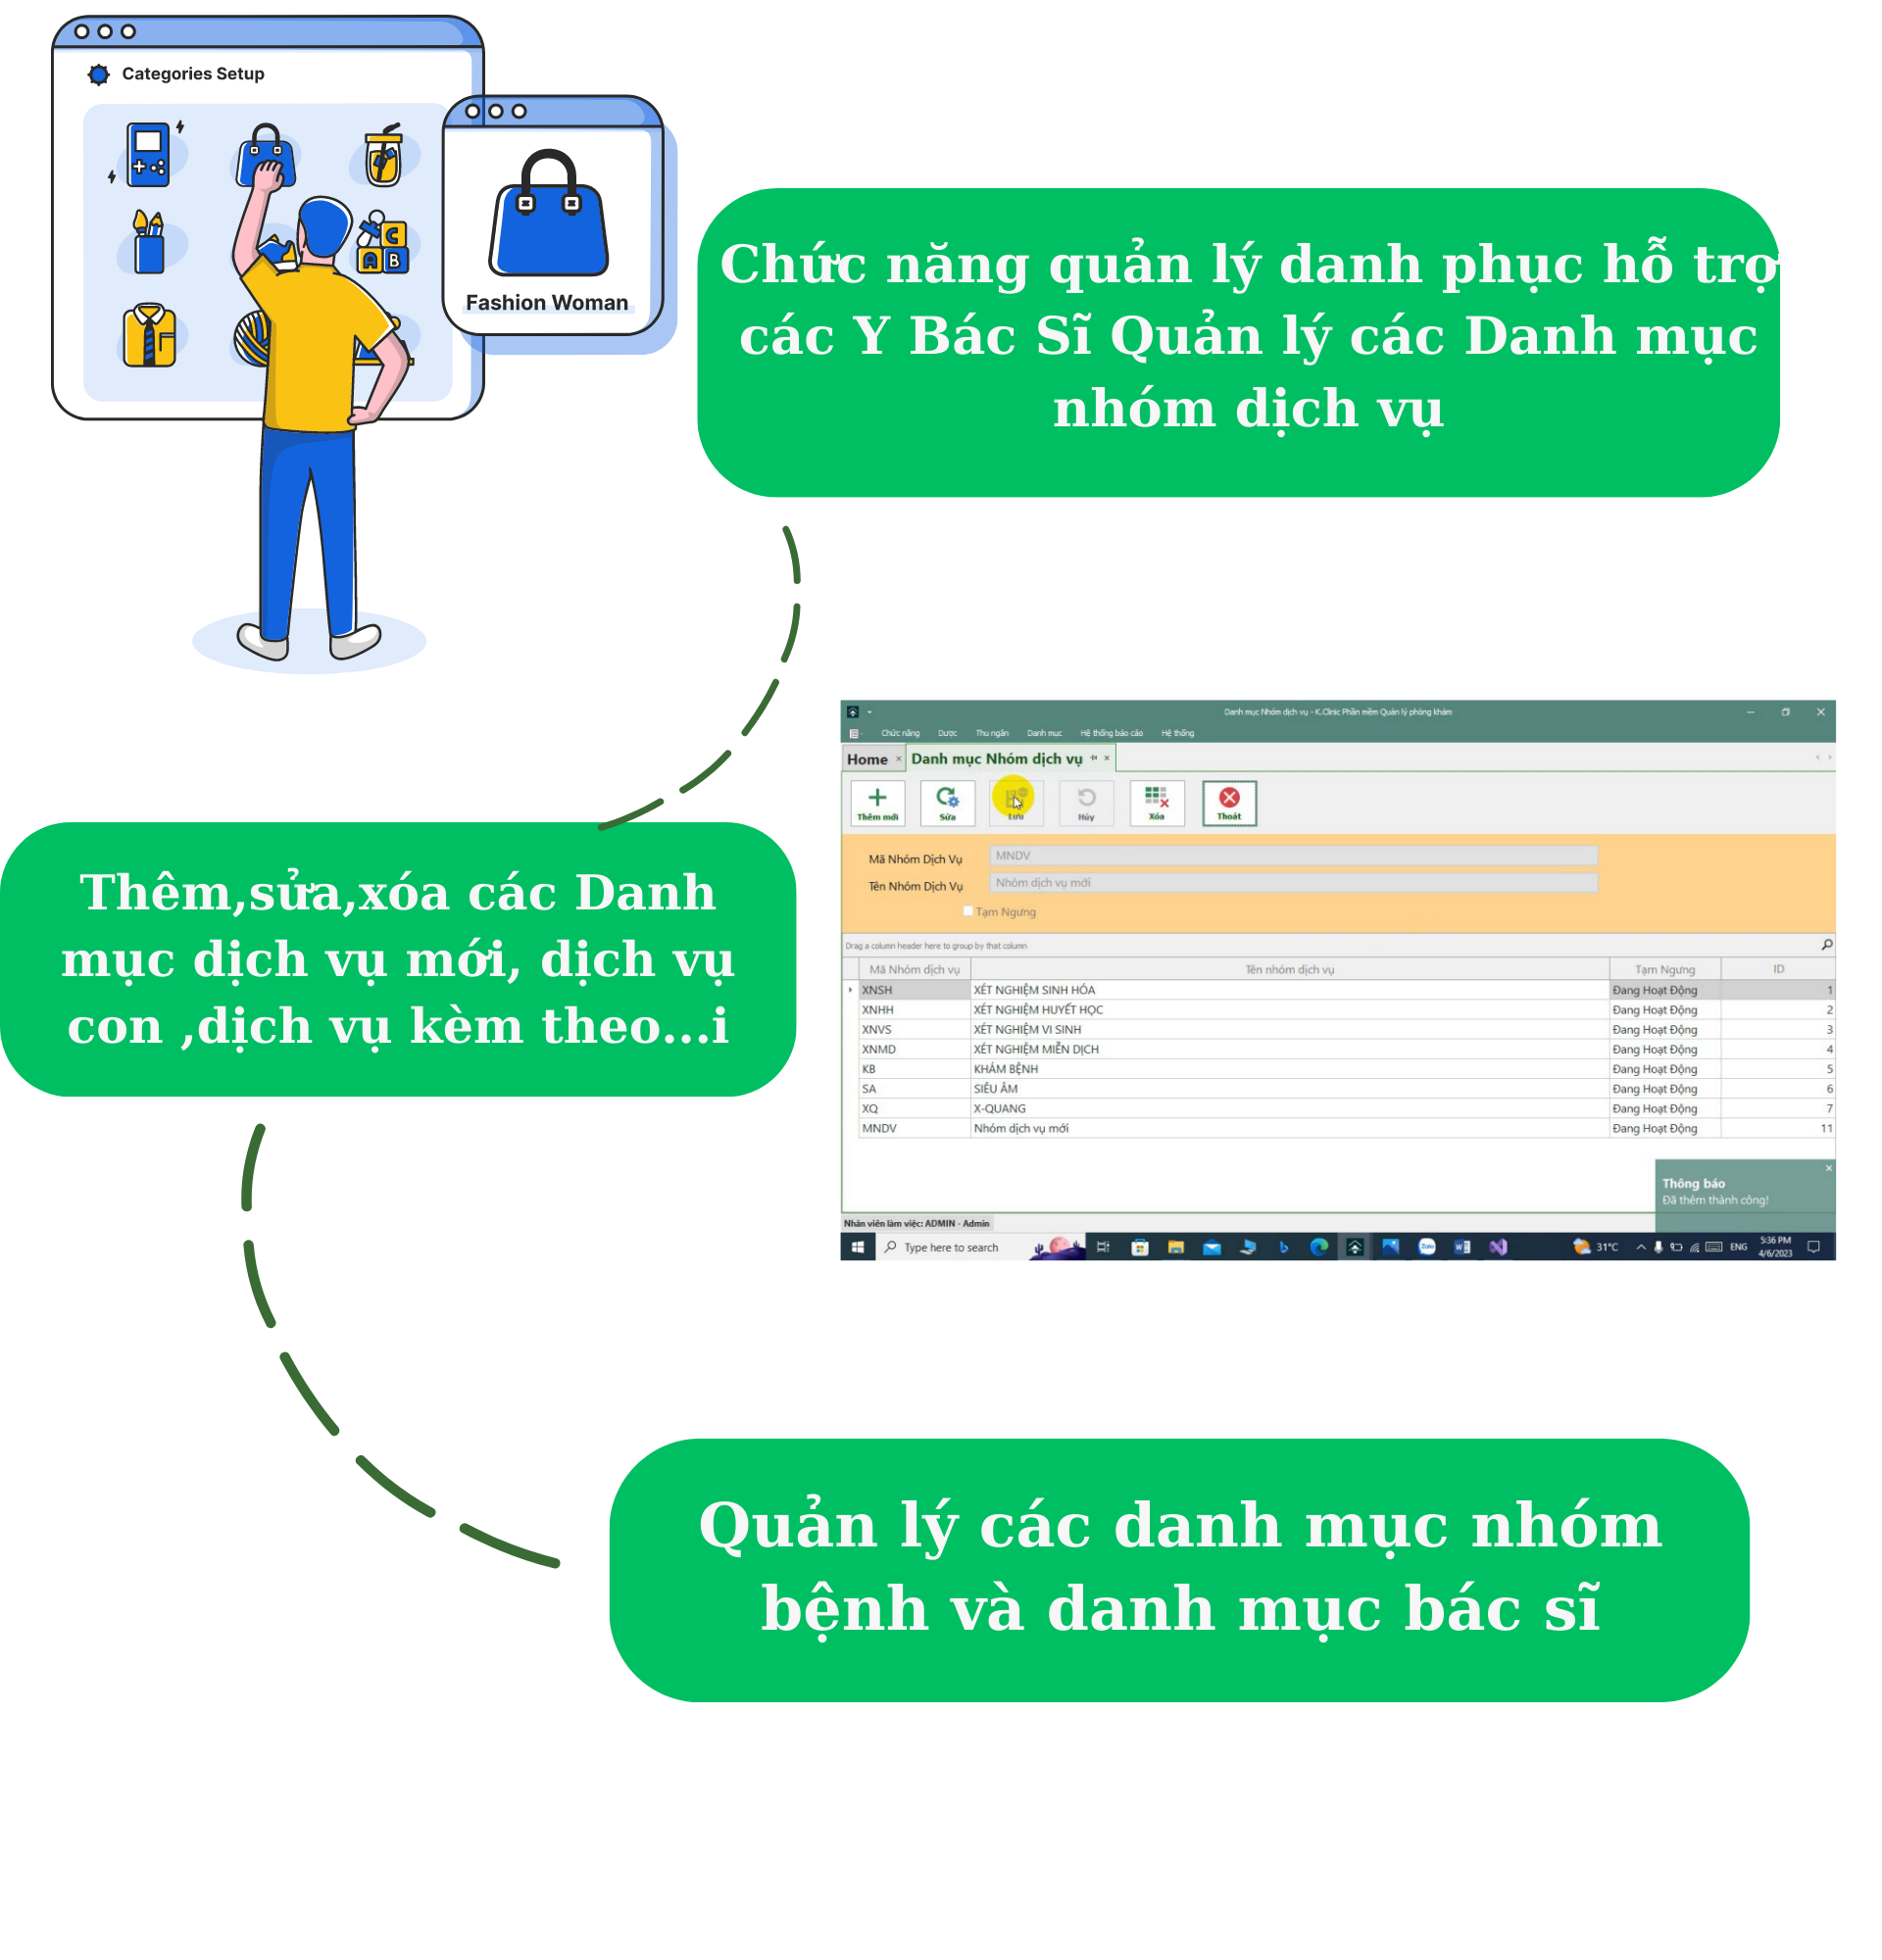 Categories Setup
C
A B
Fashion Woman
Chức năng quản lý danh phục hỗ trợ
các Y Bác Sĩ Quản lý các Danh mục
nhóm dịch vụ
Danh mục Nhóm dịch vụ - K.Clinic Phần mềm Quản lý phòng khám
Chức năng Dược Thu ngân Danh mục Hệ thống báo cáo Hệ thống
Home Danh mục Nhóm dịch vụ
Thêm mới Sửa Lưu Hủy Xóa Thoát
Mã Nhóm Dịch Vụ MNDV
Tên Nhóm Dịch Vụ Nhóm dịch vụ mới
Tạm Ngưng
Drag a column header here to group by that column
Mã Nhóm dịch vụ Tên nhóm dịch vụ Tạm Ngưng ID
XNSH XÉT NGHIỆM SINH HÓA Đang Hoạt Động 1
XNHH XÉT NGHIỆM HUYẾT HỌC Đang Hoạt Động 2
XNVS XÉT NGHIỆM VI SINH Đang Hoạt Động 3
XNMD XÉT NGHIỆM MIỄN DỊCH Đang Hoạt Động 4
KB KHÁM BỆNH Đang Hoạt Động 5
SA SIÊU ÂM Đang Hoạt Động 6
XQ X-QUANG Đang Hoạt Động 7
MNDV Nhóm dịch vụ mới Đang Hoạt Động 11
Thông báo
Đã thêm thành công!
Nhân viên làm việc: ADMIN - Admin
Type here to search Zalo 31°C ENG 5:36 PM
4/6/2023
Thêm,sửa,xóa các Danh
mục dịch vụ mới, dịch vụ
con ,dịch vụ kèm theo...i
Quản lý các danh mục nhóm
bệnh và danh mục bác sĩ